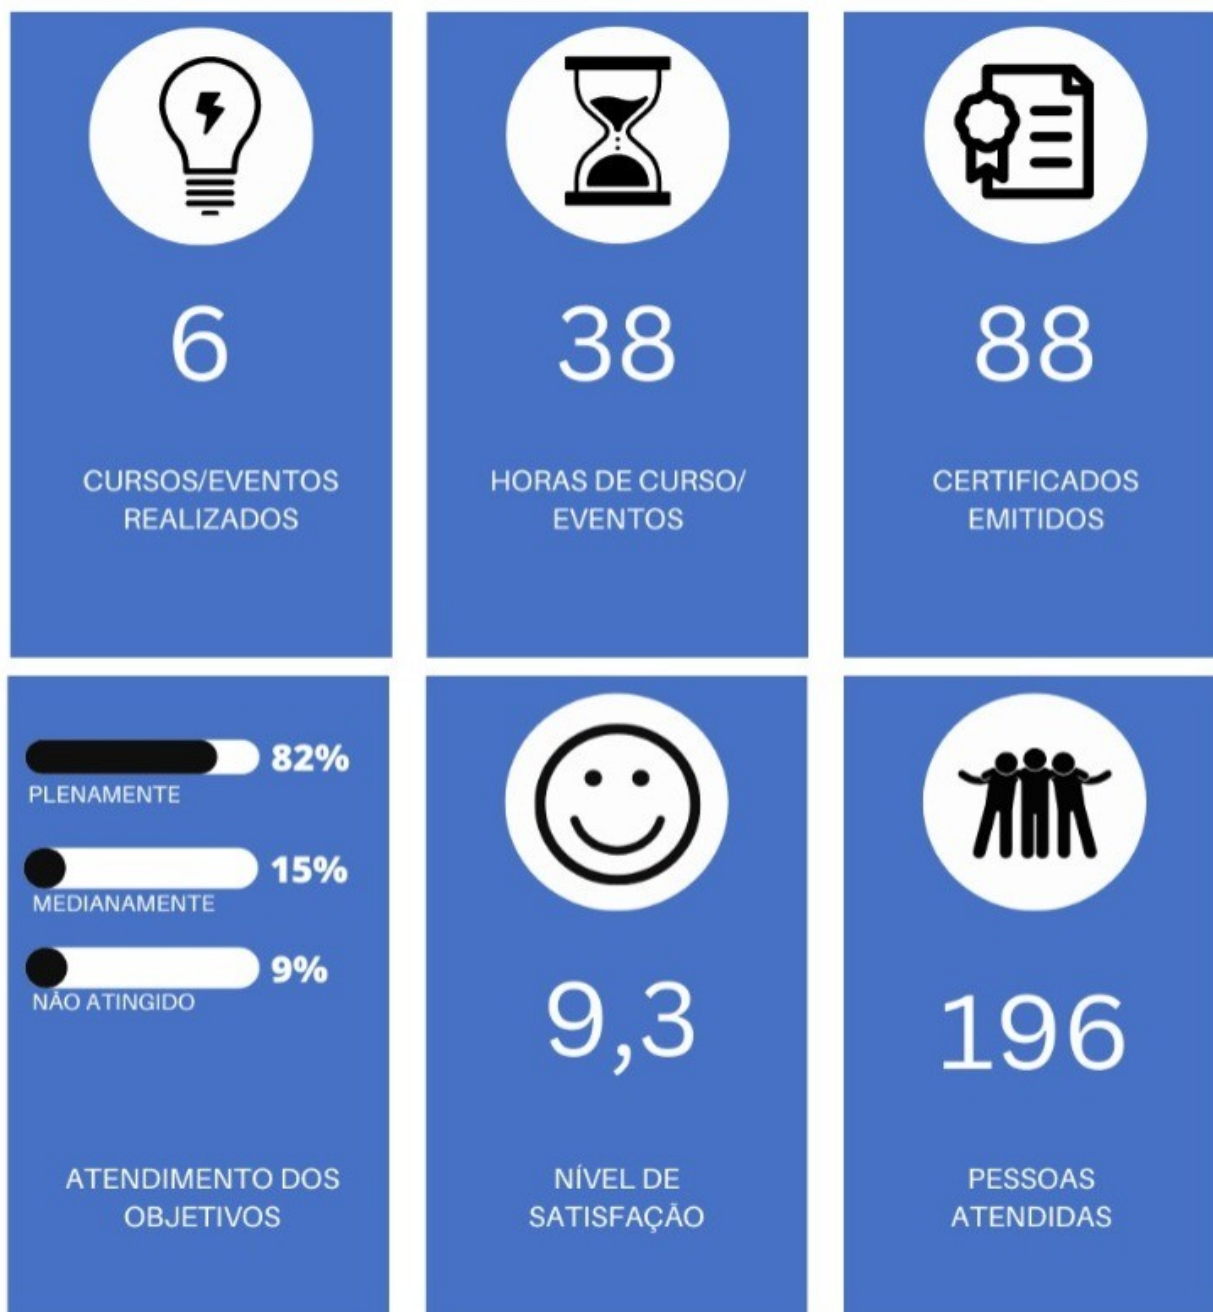 6
CURSOS/EVENTOS
REALIZADOS
38
HORAS DE CURSO/
EVENTOS
88
CERTIFICADOS
EMITIDOS
82%
PLENAMENTE
15%
MEDIANAMENTE
9%
NÃO ATINGIDO
ATENDIMENTO DOS
OBJETIVOS
9,3
NÍVEL DE
SATISFAÇÃO
196
PESSOAS
ATENDIDAS